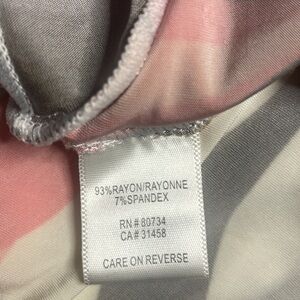 93%RAYON/RAYONNE
7%SPANDEX
RN # 80734
CA # 31458
CARE ON REVERSE